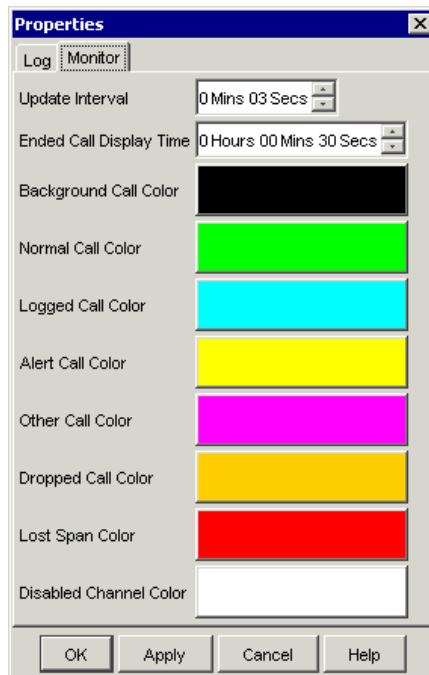 Properties
Log Monitor
Update Interval 0 Mins 03 Secs
Ended Call Display Time 0 Hours 00 Mins 30 Secs
Background Call Color
Normal Call Color
Logged Call Color
Alert Call Color
Other Call Color
Dropped Call Color
Lost Span Color
Disabled Channel Color
OK Apply Cancel Help